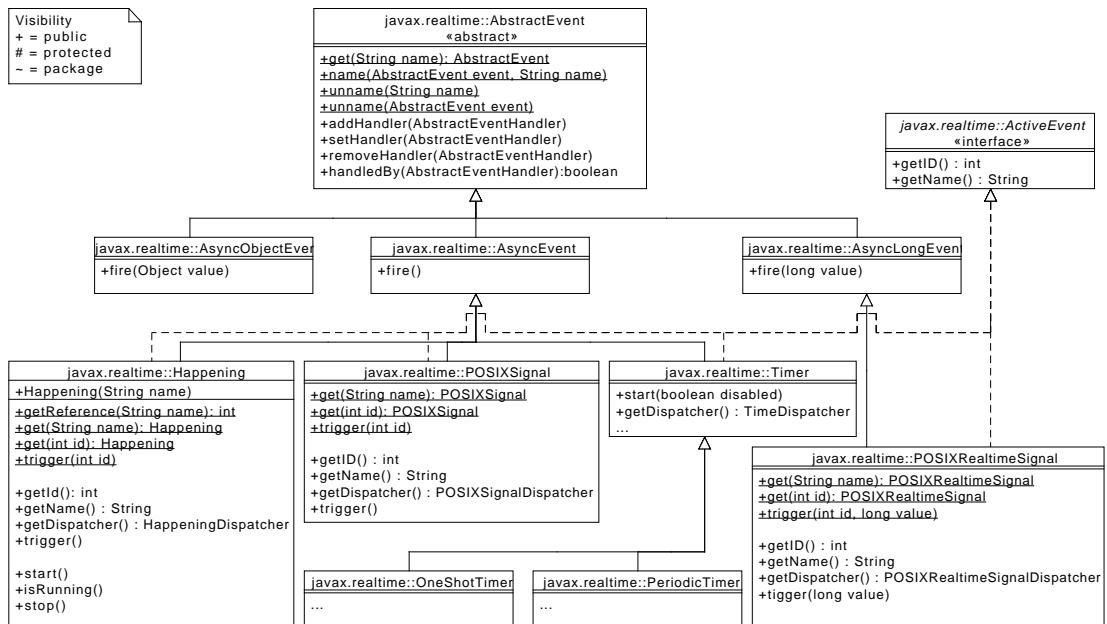 Visibility
+ = public
# = protected
~ = package
javax.realtime::AbstractEvent
«abstract»
+get(String name): AbstractEvent
+name(AbstractEvent event, String name)
+unname(String name)
+unname(AbstractEvent event)
+addHandler(AbstractEventHandler)
+setHandler(AbstractEventHandler)
+removeHandler(AbstractEventHandler)
+handledBy(AbstractEventHandler):boolean
javax.realtime::ActiveEvent
«interface»
+getID() : int
+getName() : String
javax.realtime::AsyncObjectEven
+fire(Object value)
javax.realtime::AsyncEvent
+fire()
javax.realtime::AsyncLongEvent
+fire(long value)
javax.realtime::Happening
+Happening(String name)
+getReference(String name): int
+get(String name): Happening
+get(int id): Happening
+trigger(int id)
+getId(): int
+getName() : String
+getDispatcher() : HappeningDispatcher
+trigger()
+start()
+isRunning()
+stop()
javax.realtime::POSIXSignal
+get(String name): POSIXSignal
+get(int id): POSIXSignal
+trigger(int id)
+getID() : int
+getName() : String
+getDispatcher() : POSIXSignalDispatcher
+trigger()
javax.realtime::Timer
+start(boolean disabled)
+getDispatcher() : TimeDispatcher
...
javax.realtime::POSIXRealtimeSignal
+get(String name): POSIXRealtimeSignal
+get(int id): POSIXRealtimeSignal
+trigger(int id, long value)
+getID() : int
+getName() : String
+getDispatcher() : POSIXRealtimeSignalDispatcher
+tigger(long value)
javax.realtime::OneShotTimer
...
javax.realtime::PeriodicTimer
...